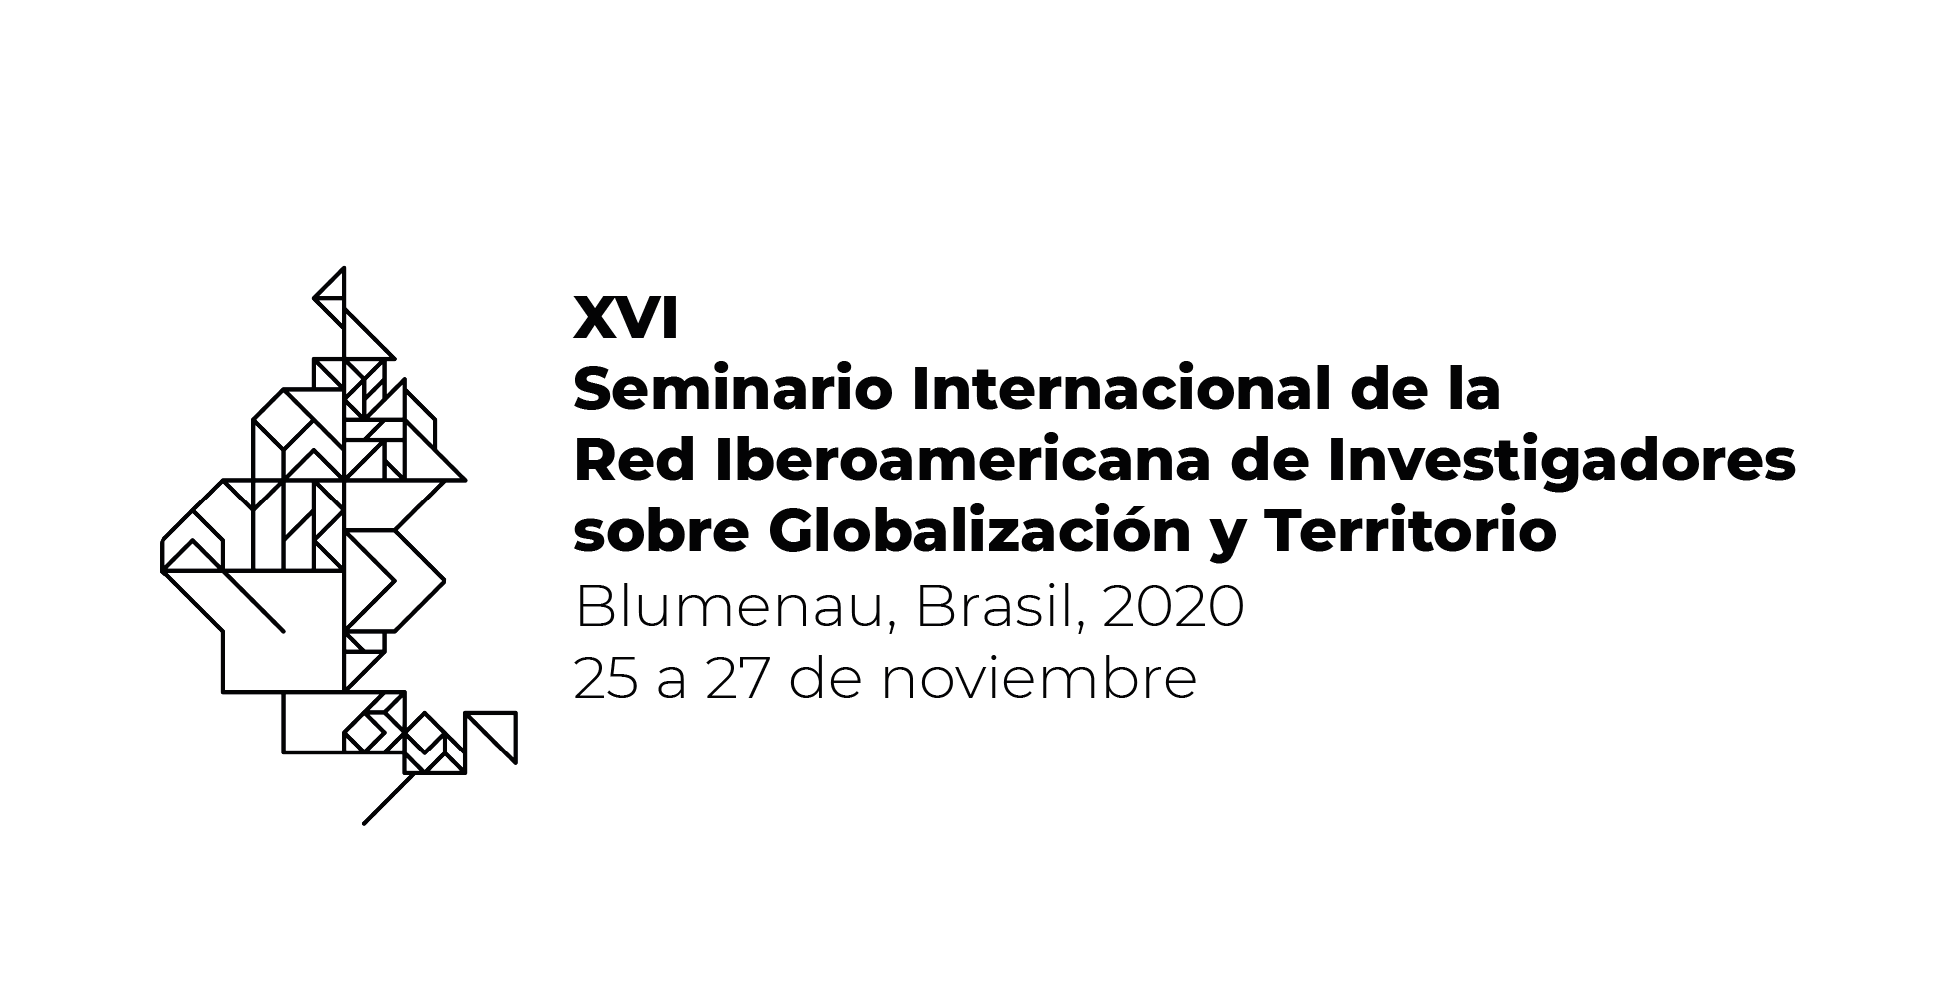 XVI
Seminario Internacional de la
Red Iberoamericana de Investigadores
sobre Globalización y Territorio
Blumenau, Brasil, 2020
25 a 27 de noviembre